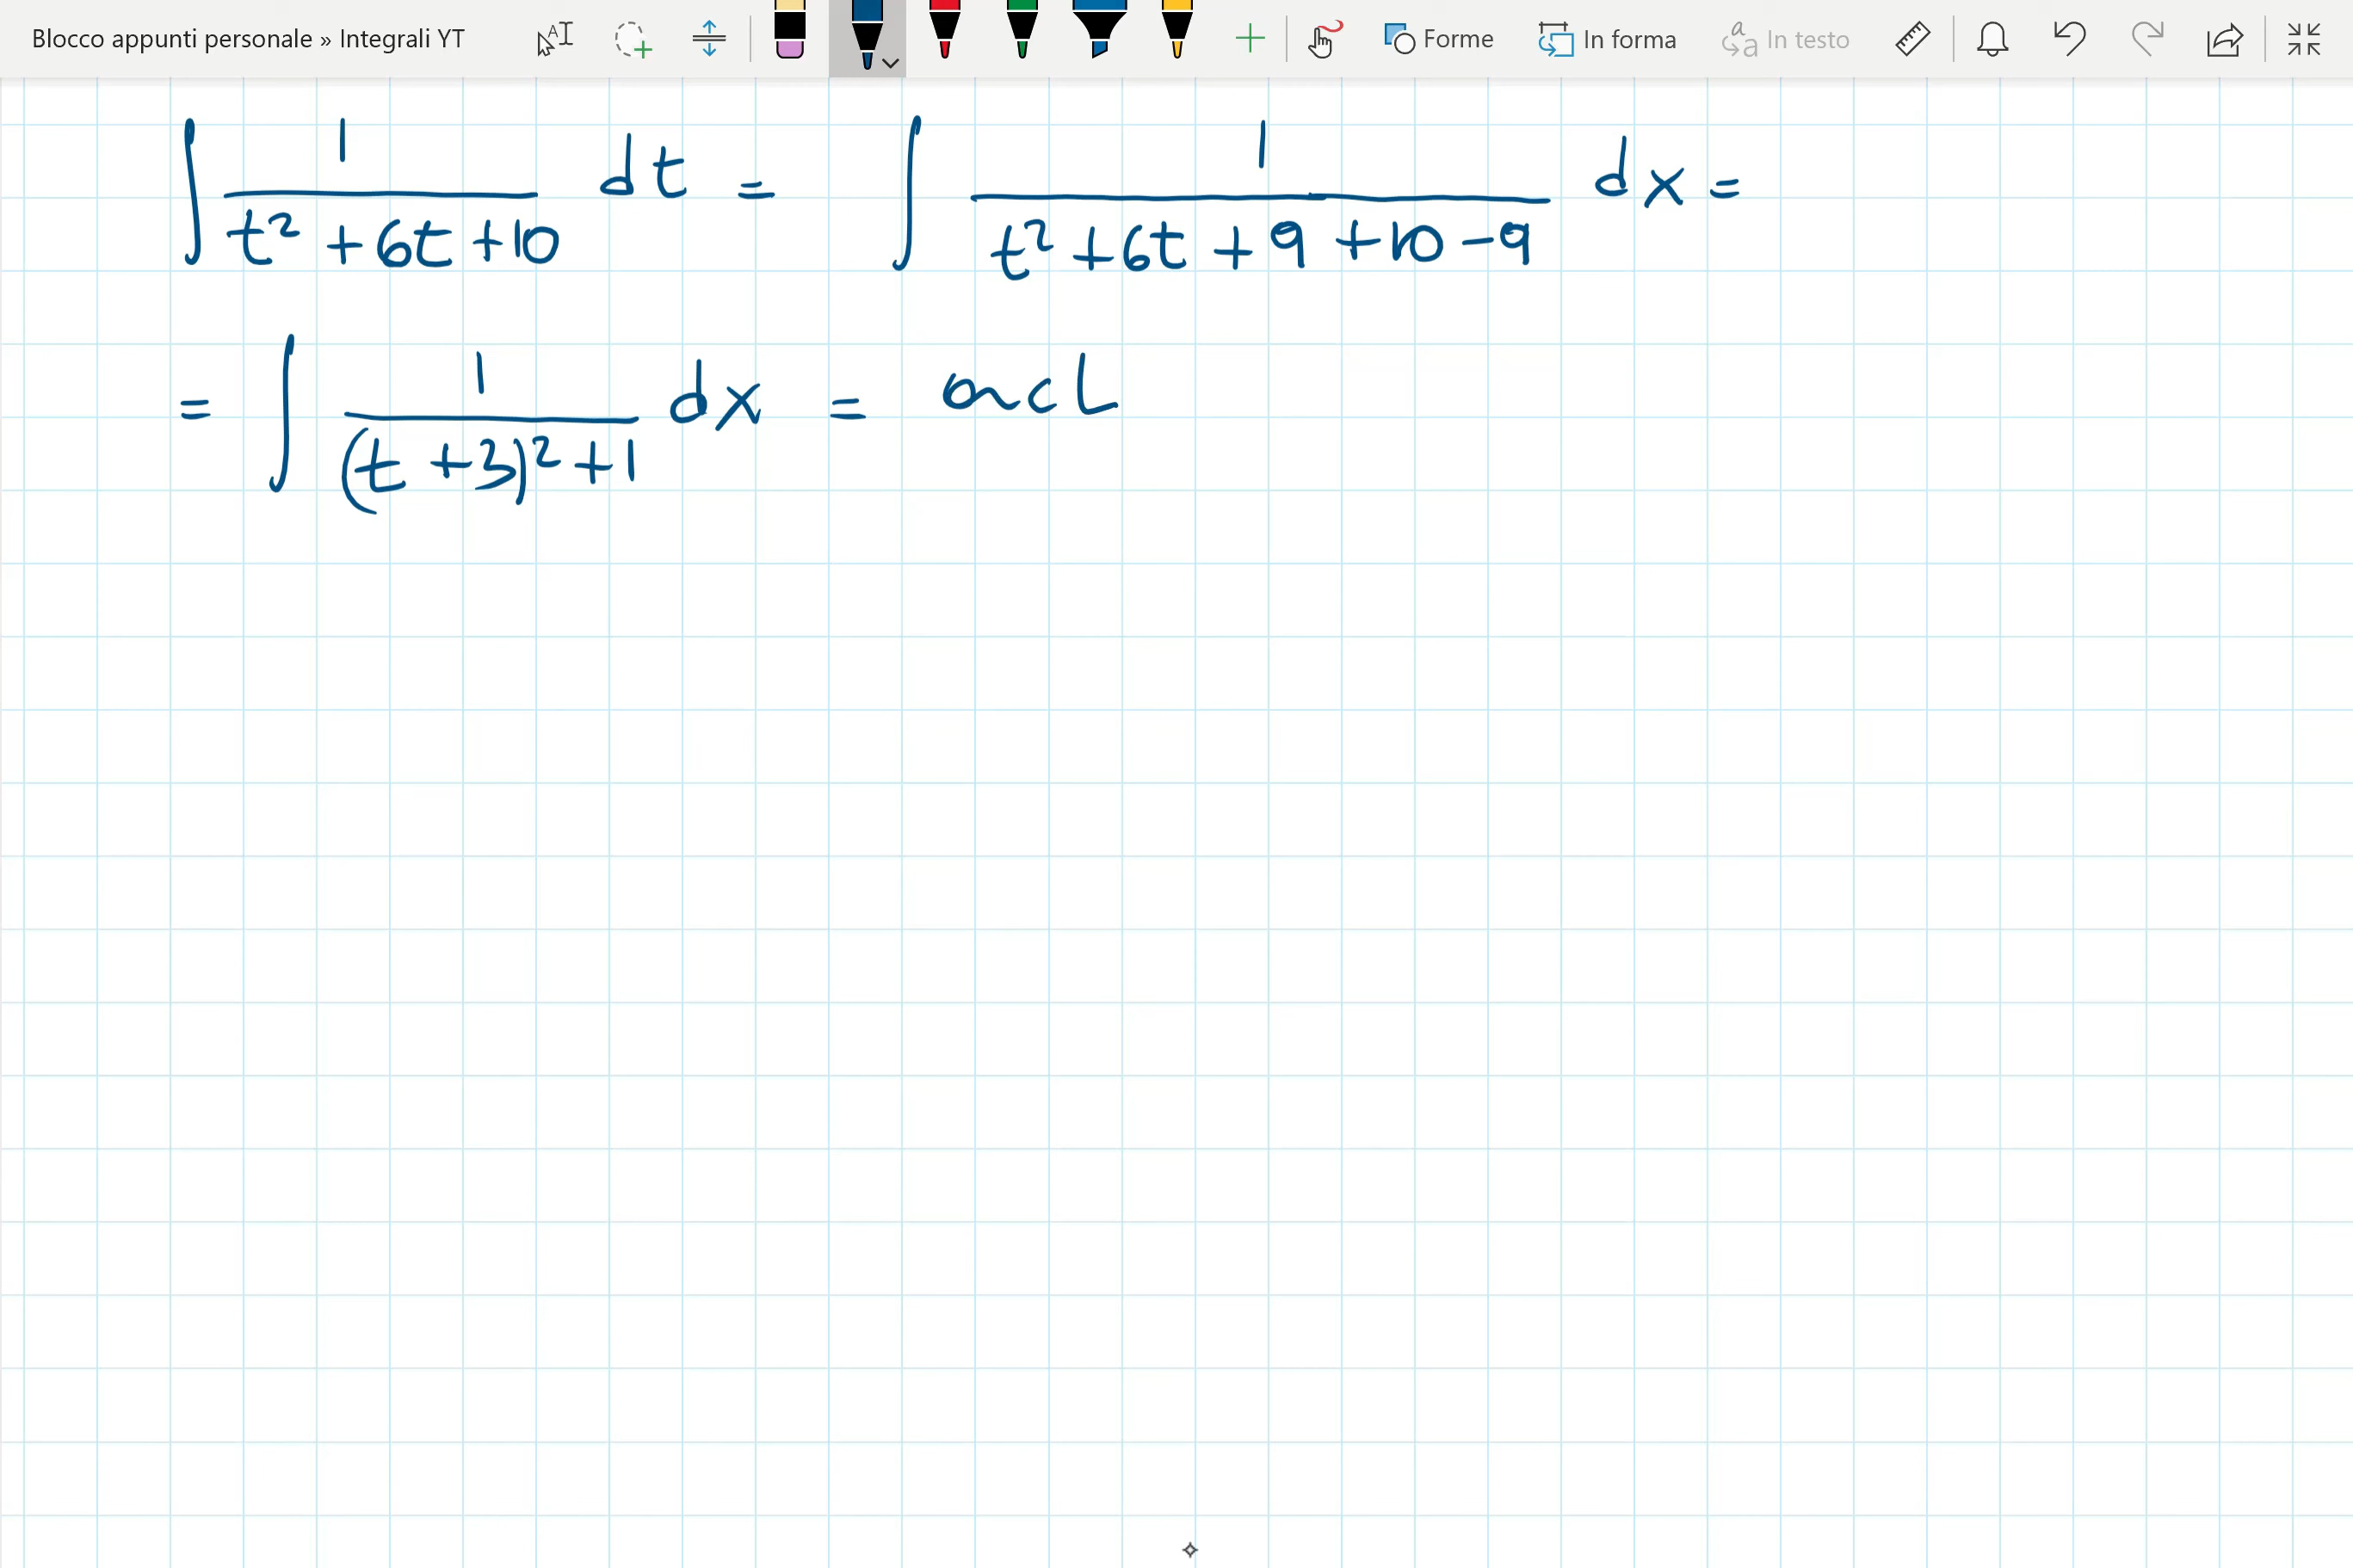 Blocco appunti personale » Integrali YT Forme In forma In testo
∫ 1/(t² + 6t + 10) dt = ∫ 1/(t² + 6t + 9 + 10 - 9) dx =
= ∫ 1/((t + 3)² + 1) dx =